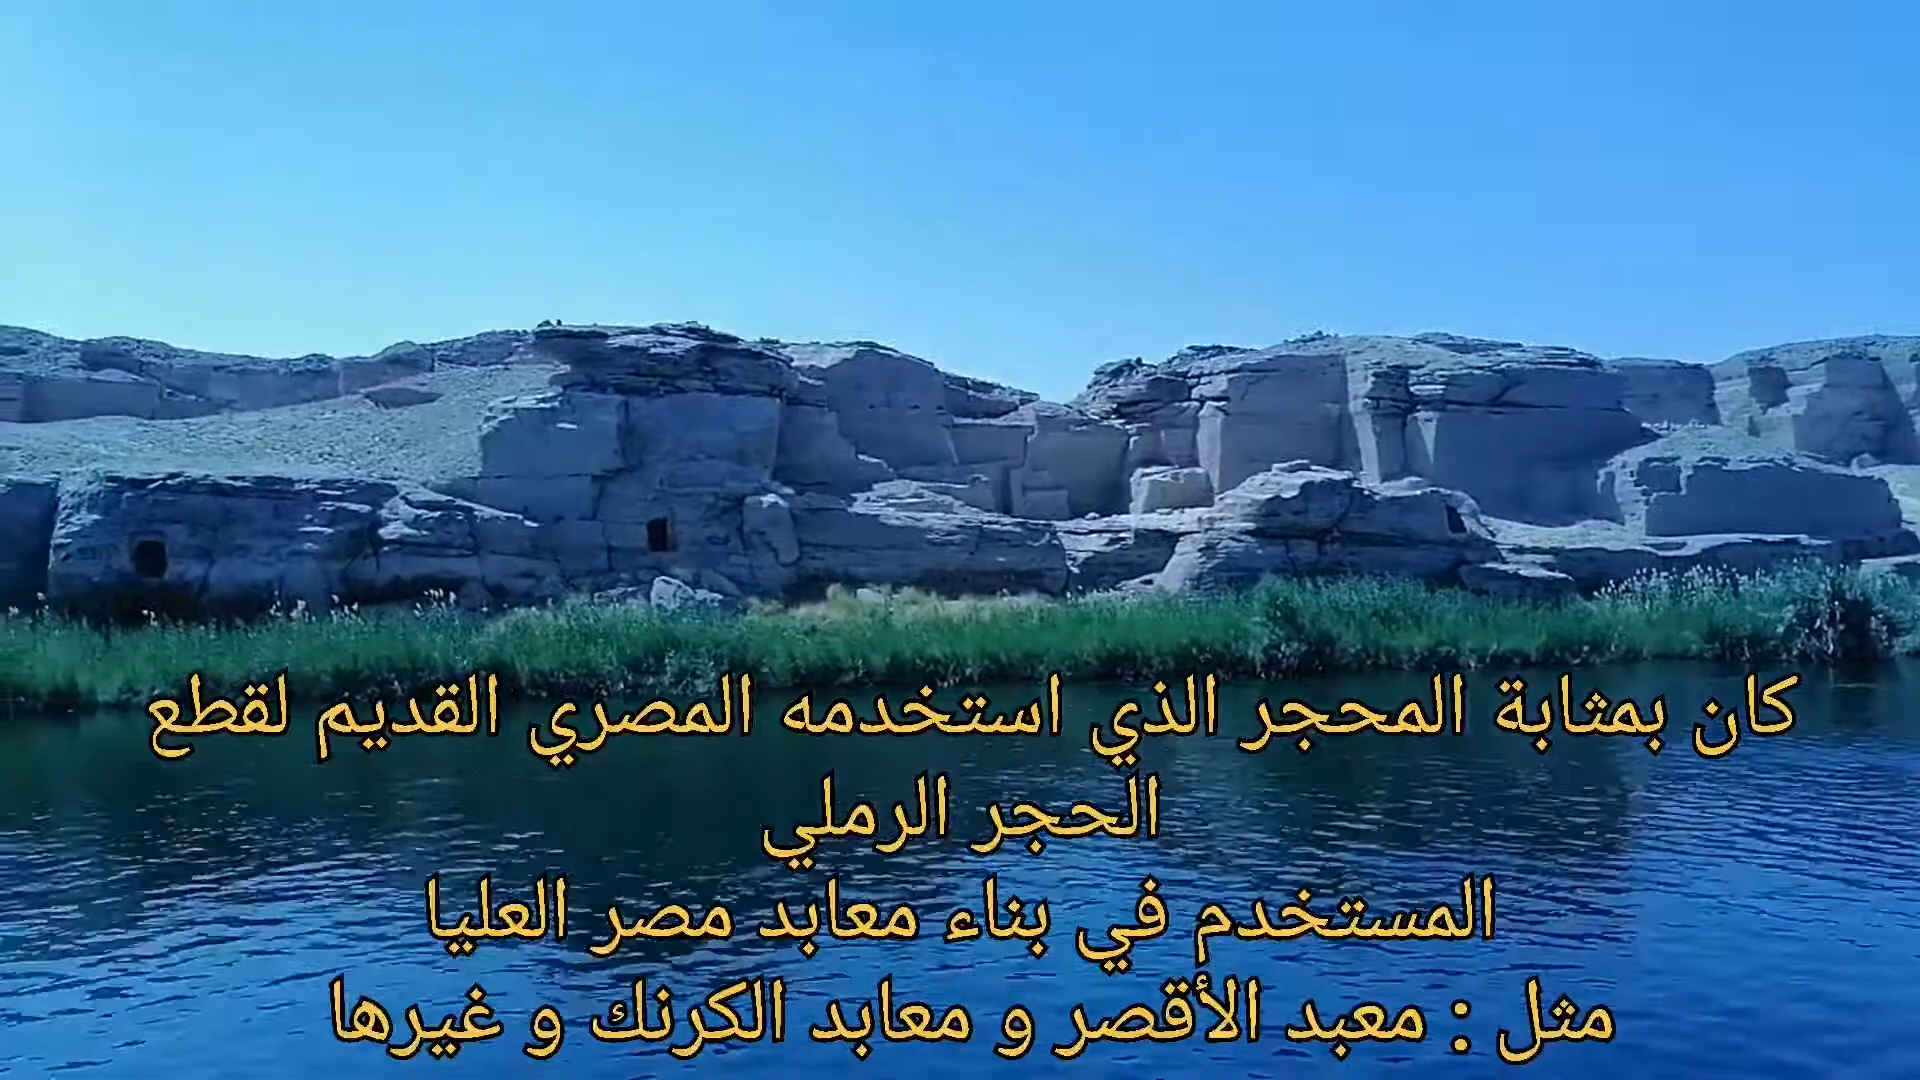 كان بمثابة المحجر الذي استخدمه المصري القديم لقطع
الحجر الرملي
المستخدم في بناء معابد مصر العليا
مثل : معبد الأقصر و معابد الكرنك و غيرها